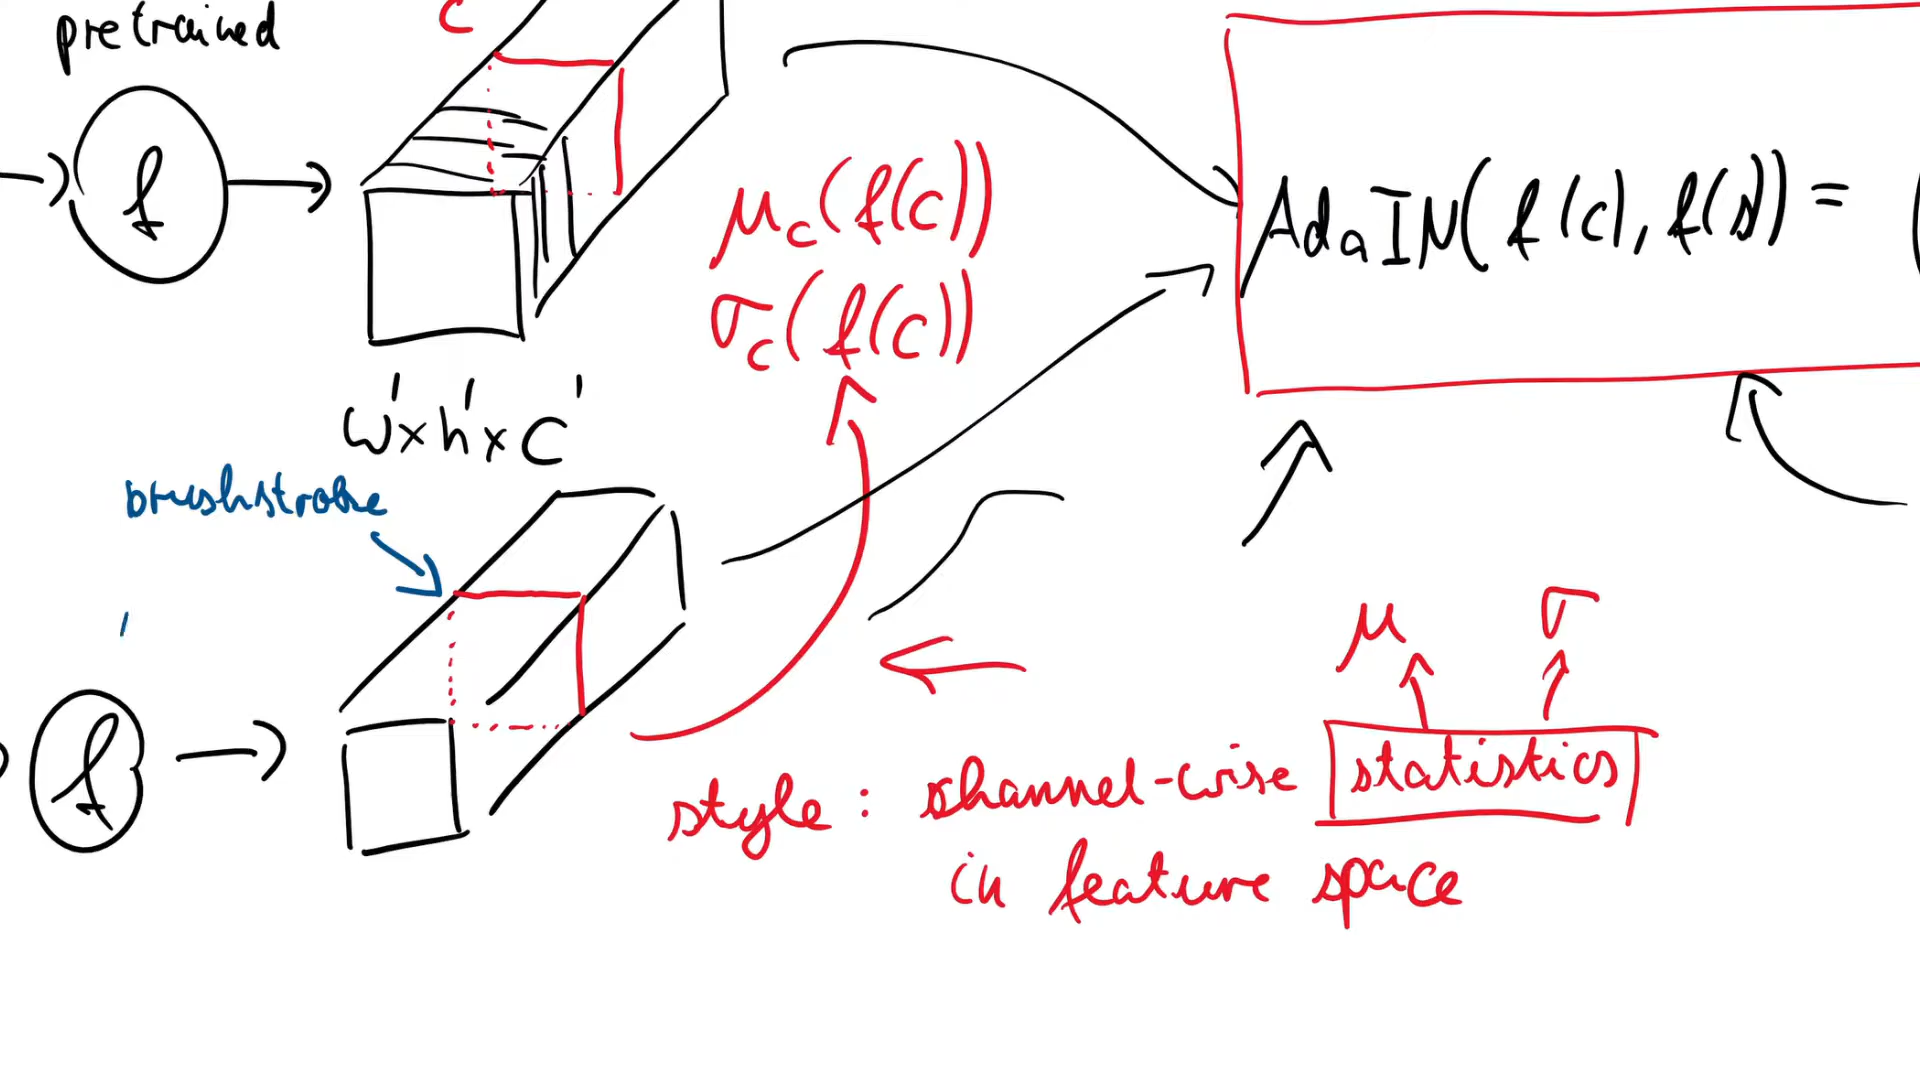 pretrained
c
f
μc(f(c))
σc(f(c))
AdaIN(f(c), f(s)) = (
w' x h' x c'
brushstroke
f
μ σ
style : channel-wise statistics
in feature space